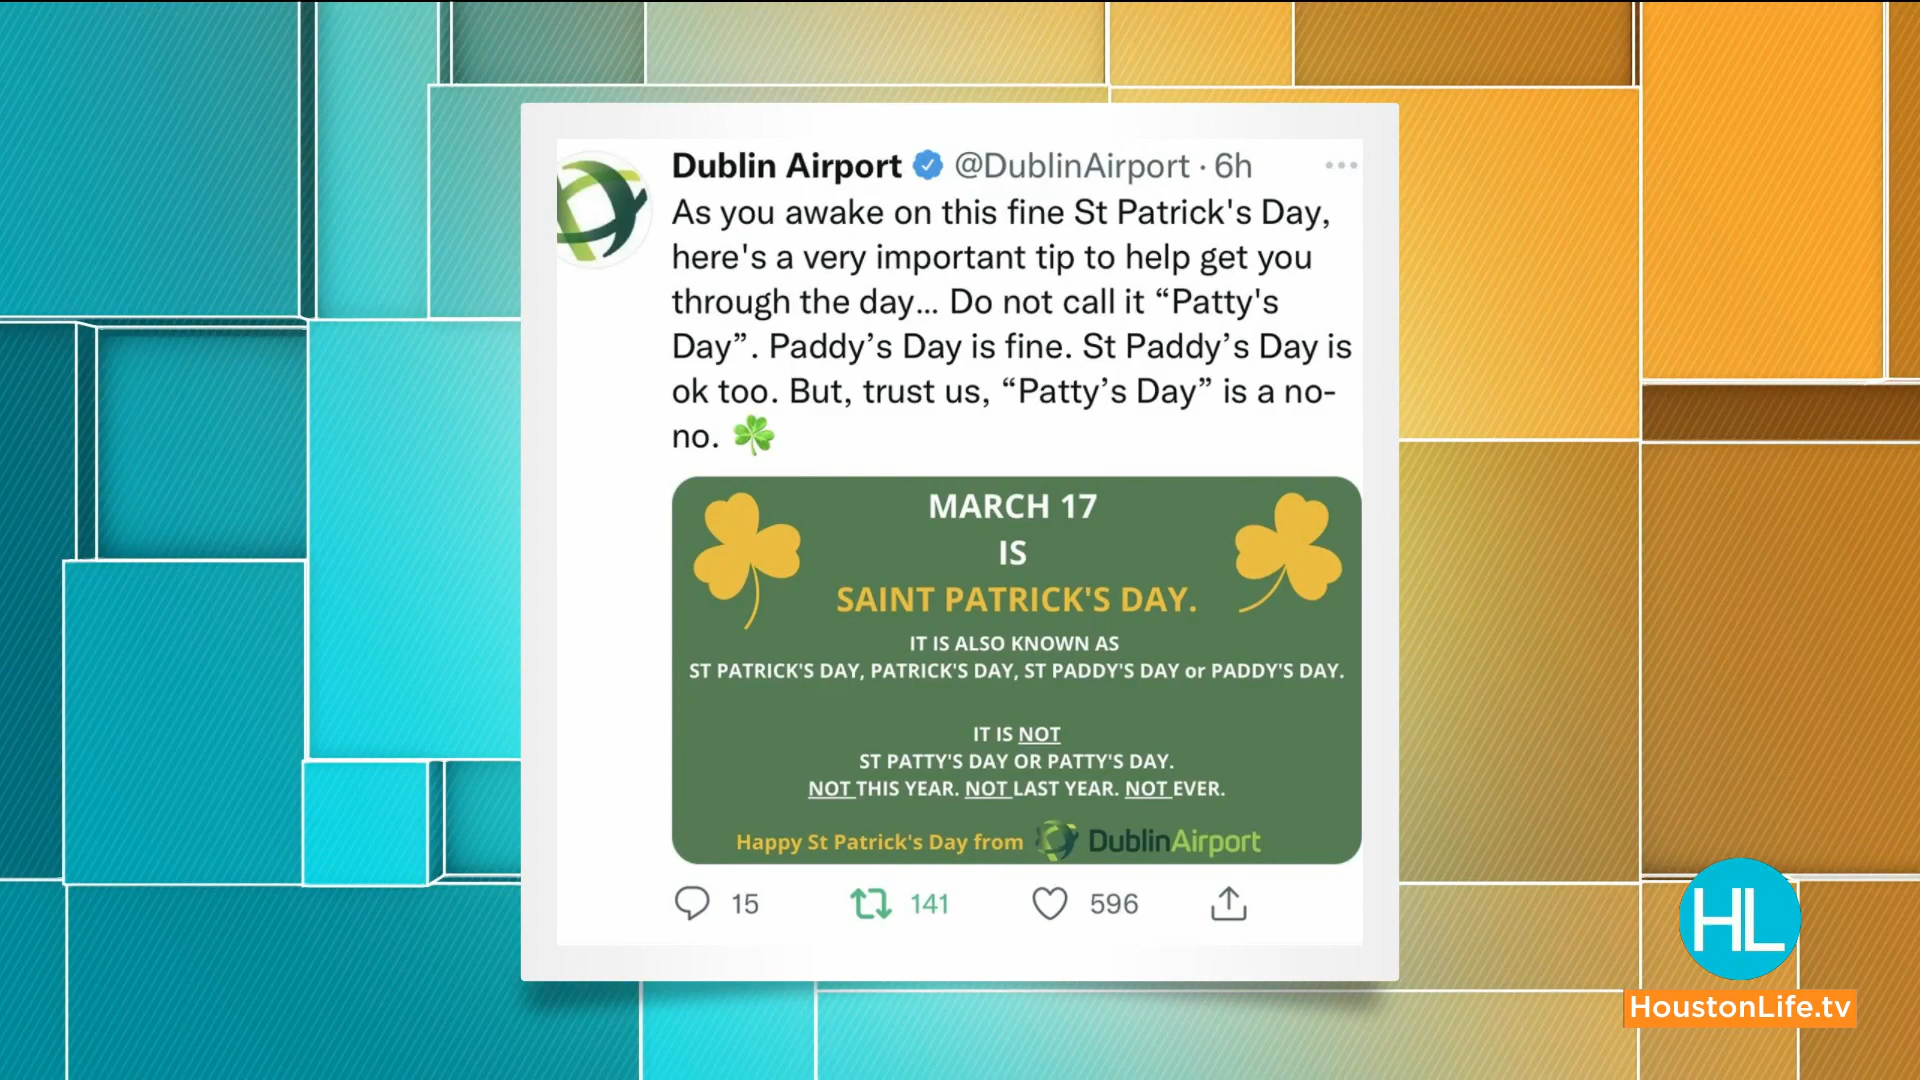 Dublin Airport @DublinAirport · 6h
As you awake on this fine St Patrick's Day,
here's a very important tip to help get you
through the day... Do not call it “Patty's
Day”. Paddy’s Day is fine. St Paddy’s Day is
ok too. But, trust us, “Patty’s Day” is a no-
no.
MARCH 17
IS
SAINT PATRICK'S DAY.
IT IS ALSO KNOWN AS
ST PATRICK'S DAY, PATRICK'S DAY, ST PADDY'S DAY or PADDY'S DAY.
IT IS NOT
ST PATTY'S DAY OR PATTY'S DAY.
NOT THIS YEAR. NOT LAST YEAR. NOT EVER.
Happy St Patrick's Day from DublinAirport
15 141 596
HL
HoustonLife.tv